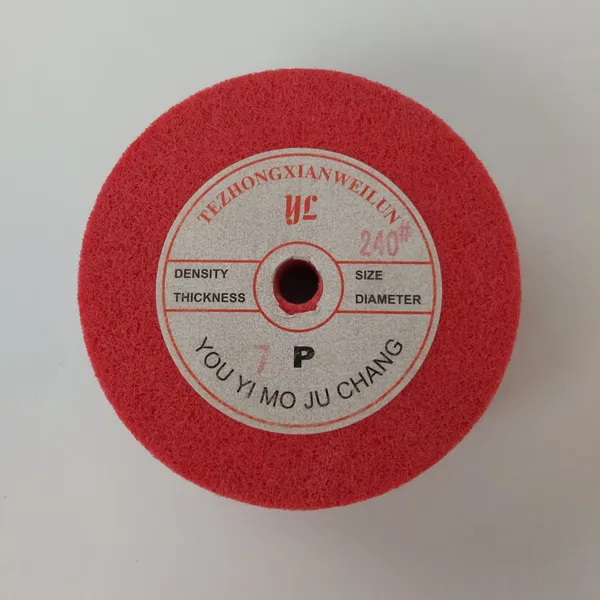 TEZHONGXIANWEILUN
YL
240#
DENSITY
SIZE
THICKNESS
DIAMETER
7 P
YOU YI MO JU CHANG